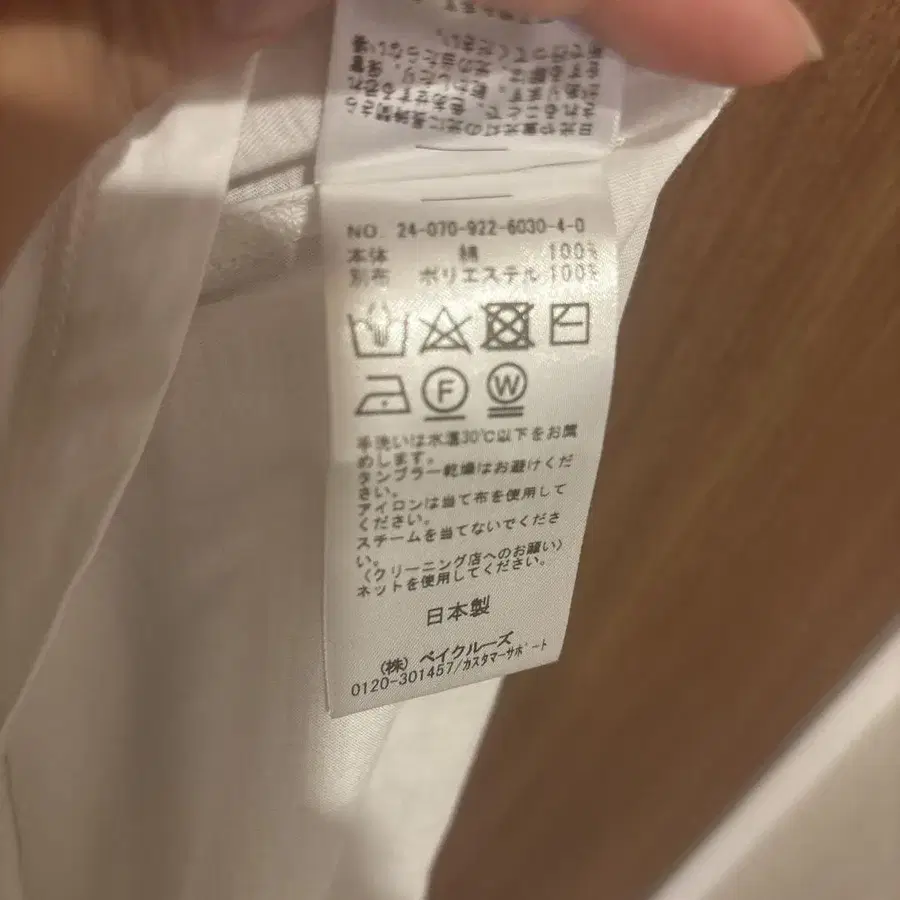 NO. 24-070-922-6030-4-0
本体 綿 100%
別布 ポリエステル 100%
F W
手洗いは水温30℃以下をお薦
めします。
タンブラー乾燥はお避けくだ
さい。
アイロンは当て布を使用して
ください。
スチームを当てないでくださ
い。
(クリーニング店へのお願い)
ネットを使用してください。
日本製
(株) ベイクルーズ
0120-301457/カスタマーサポート